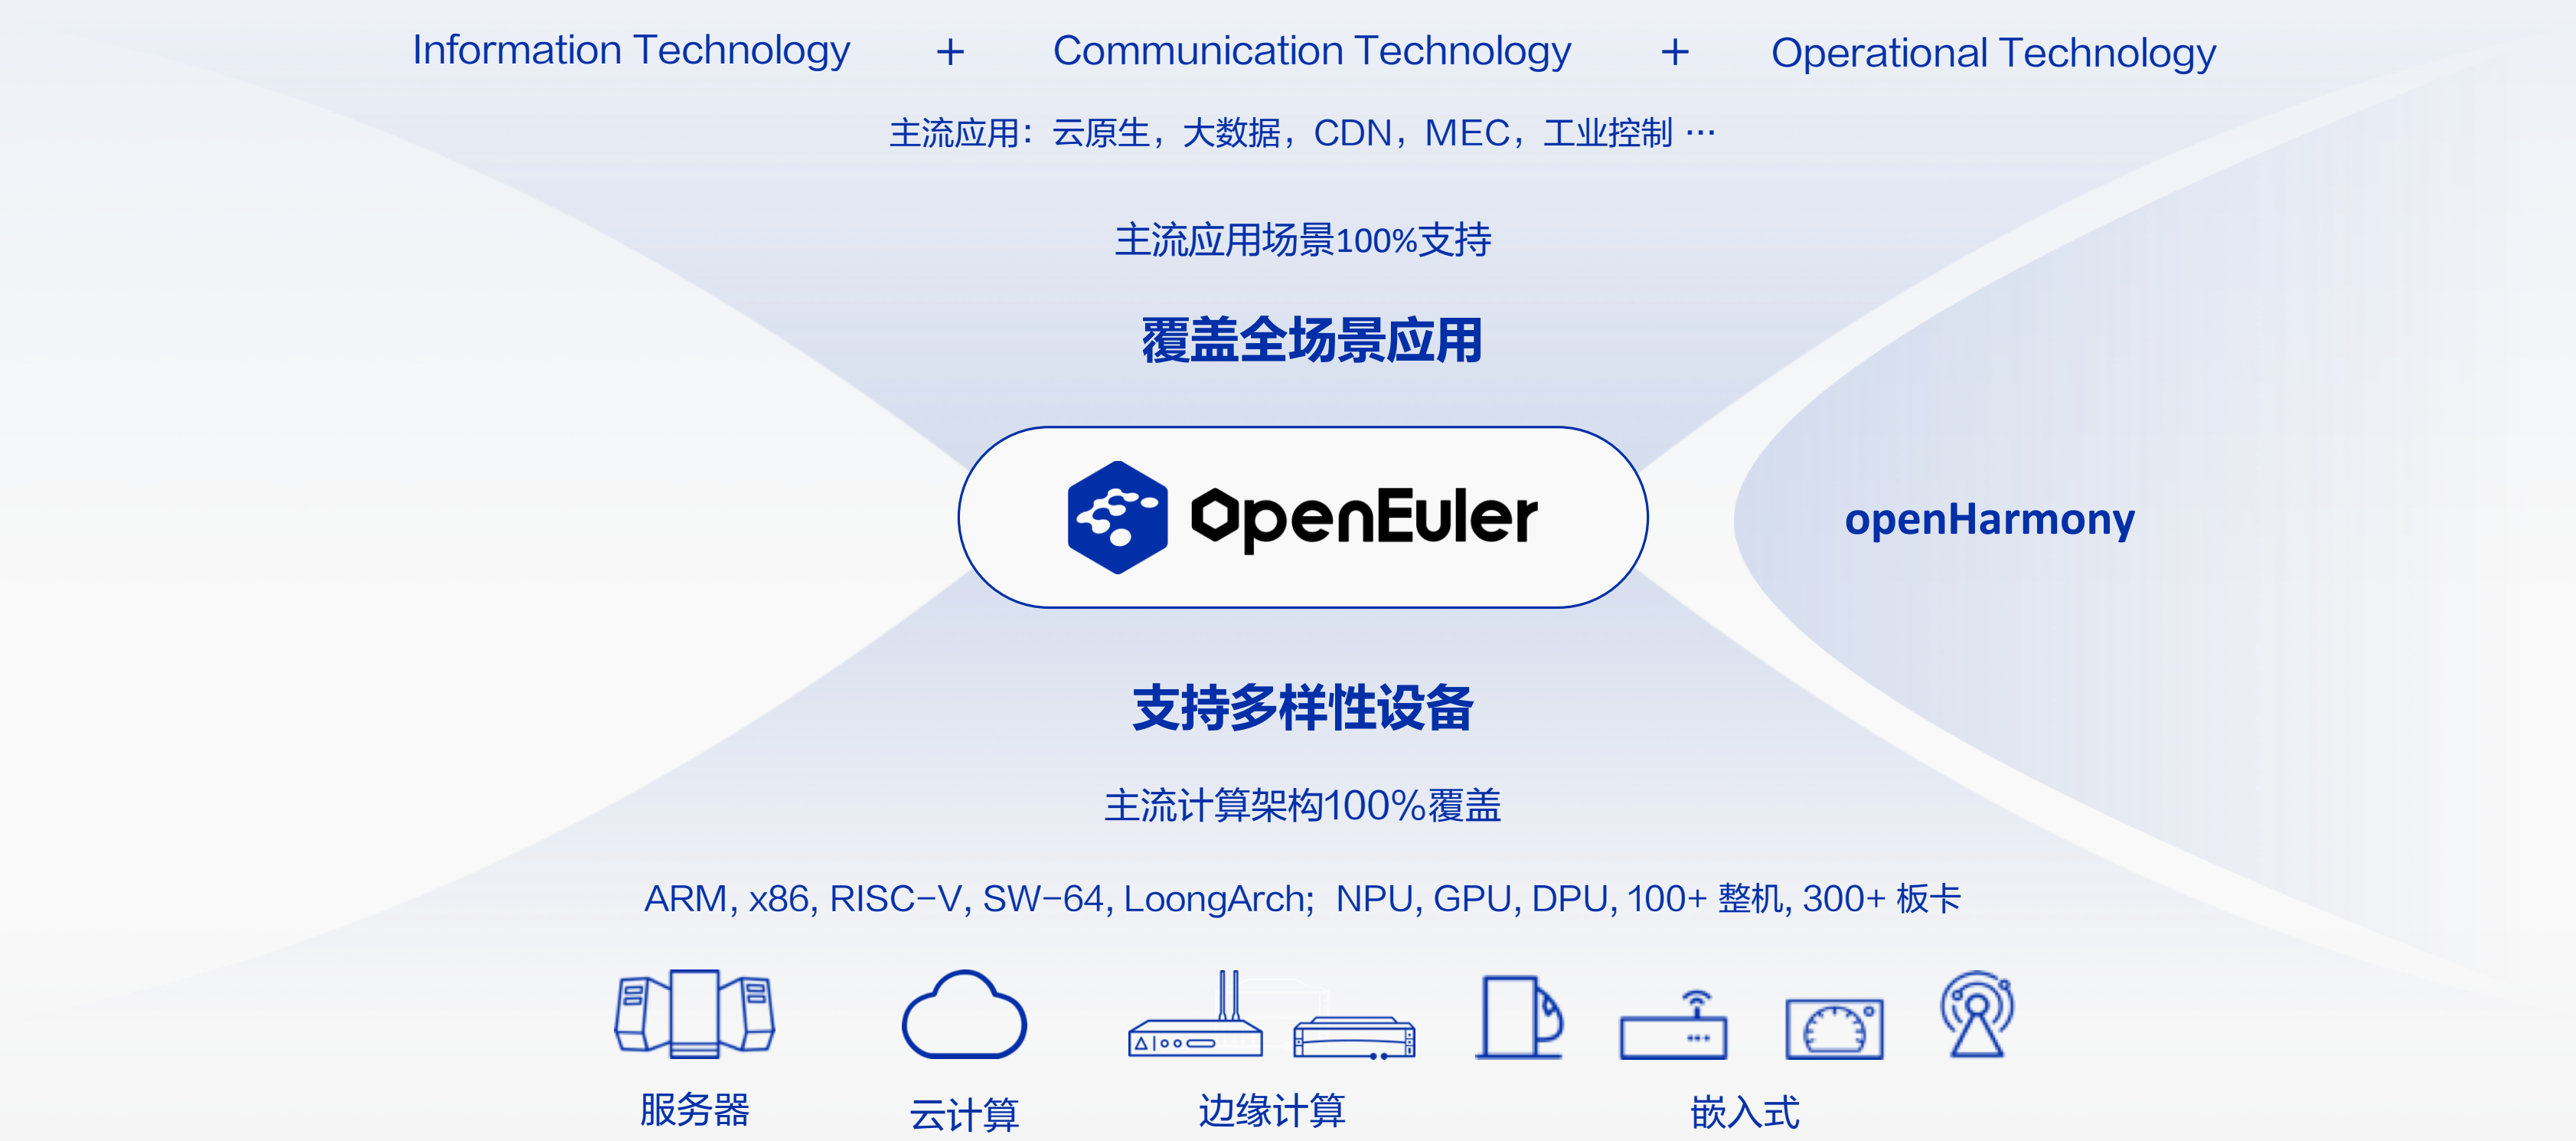 Information Technology + Communication Technology + Operational Technology
主流应用：云原生，大数据，CDN，MEC，工业控制 ···
主流应用场景100%支持
覆盖全场景应用
OpenEuler
openHarmony
支持多样性设备
主流计算架构100%覆盖
ARM, x86, RISC-V, SW-64, LoongArch; NPU, GPU, DPU, 100+ 整机, 300+ 板卡
服务器 云计算 边缘计算 嵌入式